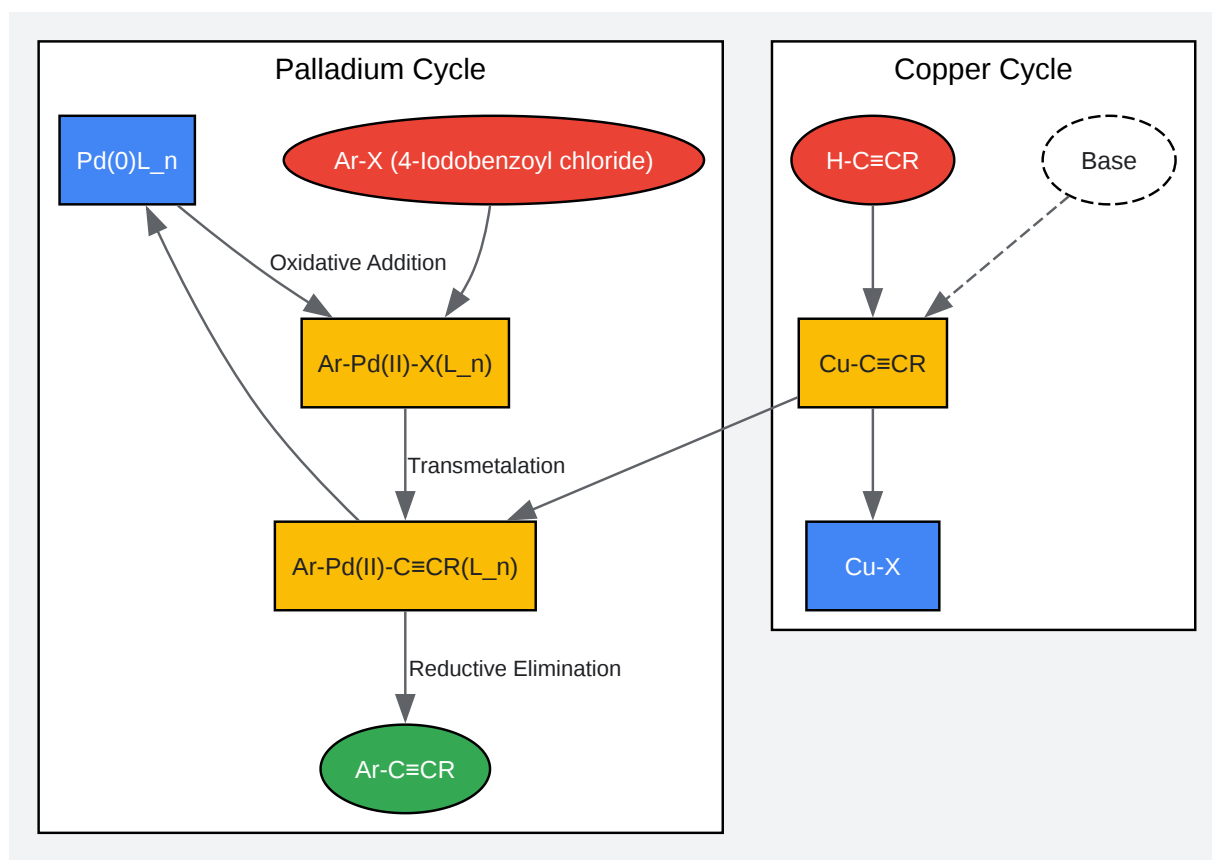 Palladium Cycle
Pd(0)L_n
Ar-X (4-Iodobenzoyl chloride)
Oxidative Addition
Ar-Pd(II)-X(L_n)
Transmetalation
Ar-Pd(II)-C≡CR(L_n)
Reductive Elimination
Ar-C≡CR
Copper Cycle
H-C≡CR
Base
Cu-C≡CR
Cu-X